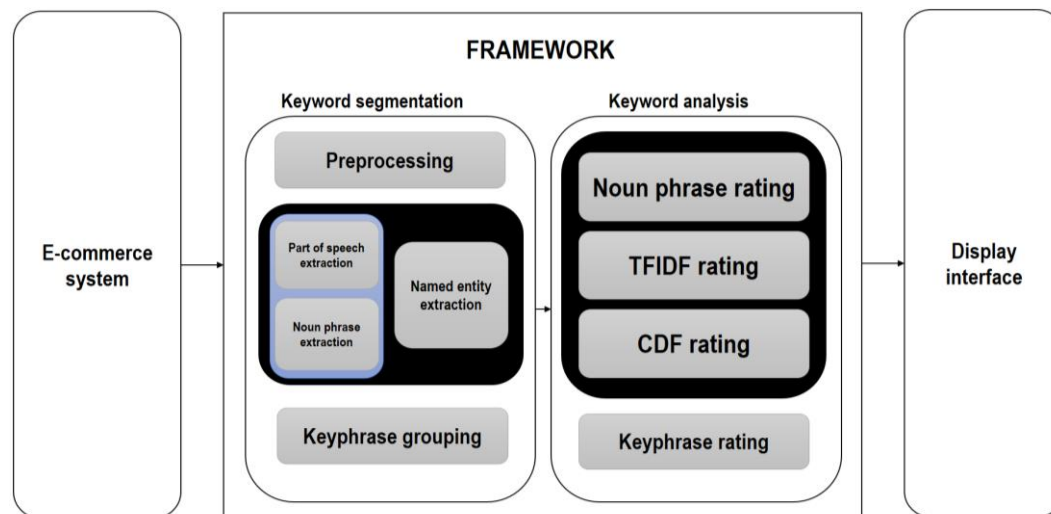 FRAMEWORK
Keyword segmentation
Keyword analysis
Preprocessing
Part of speech
extraction
Noun phrase
extraction
Named entity
extraction
Keyphrase grouping
Noun phrase rating
TFIDF rating
CDF rating
Keyphrase rating
E-commerce
system
Display
interface